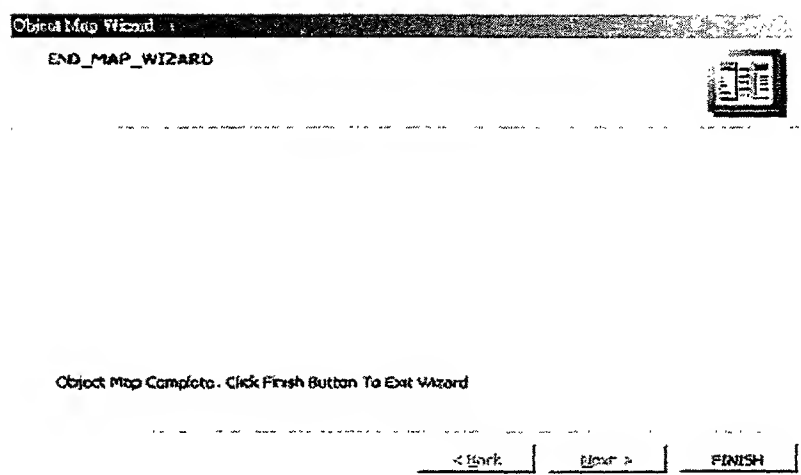 Object Map Wizard
END_MAP_WIZARD
Object Map Complete. Click Finish Button To Exit Wizard
< Back
Next >
FINISH